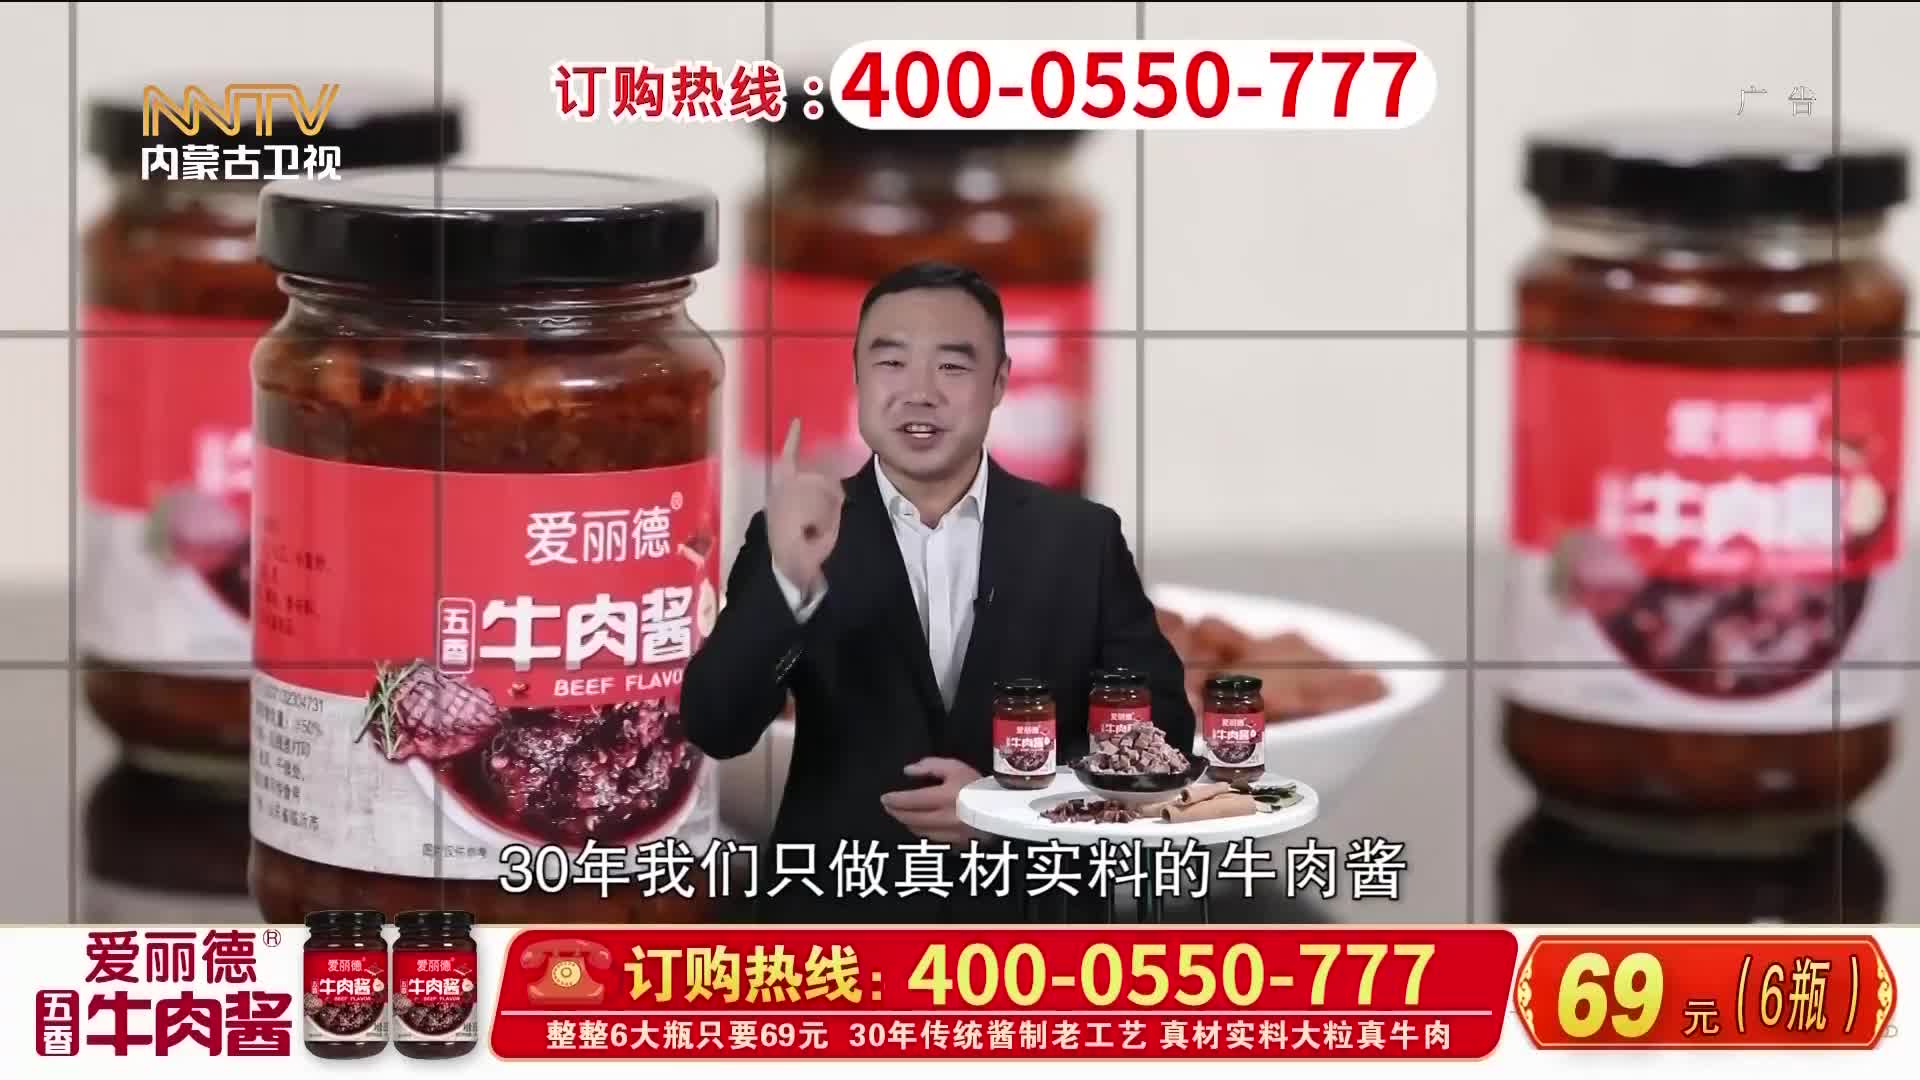 订购热线：400-0550-777
广告
NNTV
内蒙古卫视
爱丽德®
五香 牛肉酱
BEEF FLAVO
爱丽德
牛肉酱
30年我们只做真材实料的牛肉酱
爱丽德®
五香 牛肉酱
订购热线：400-0550-777
整整6大瓶只要69元 30年传统酱制老工艺 真材实料大粒真牛肉
69元（6瓶）